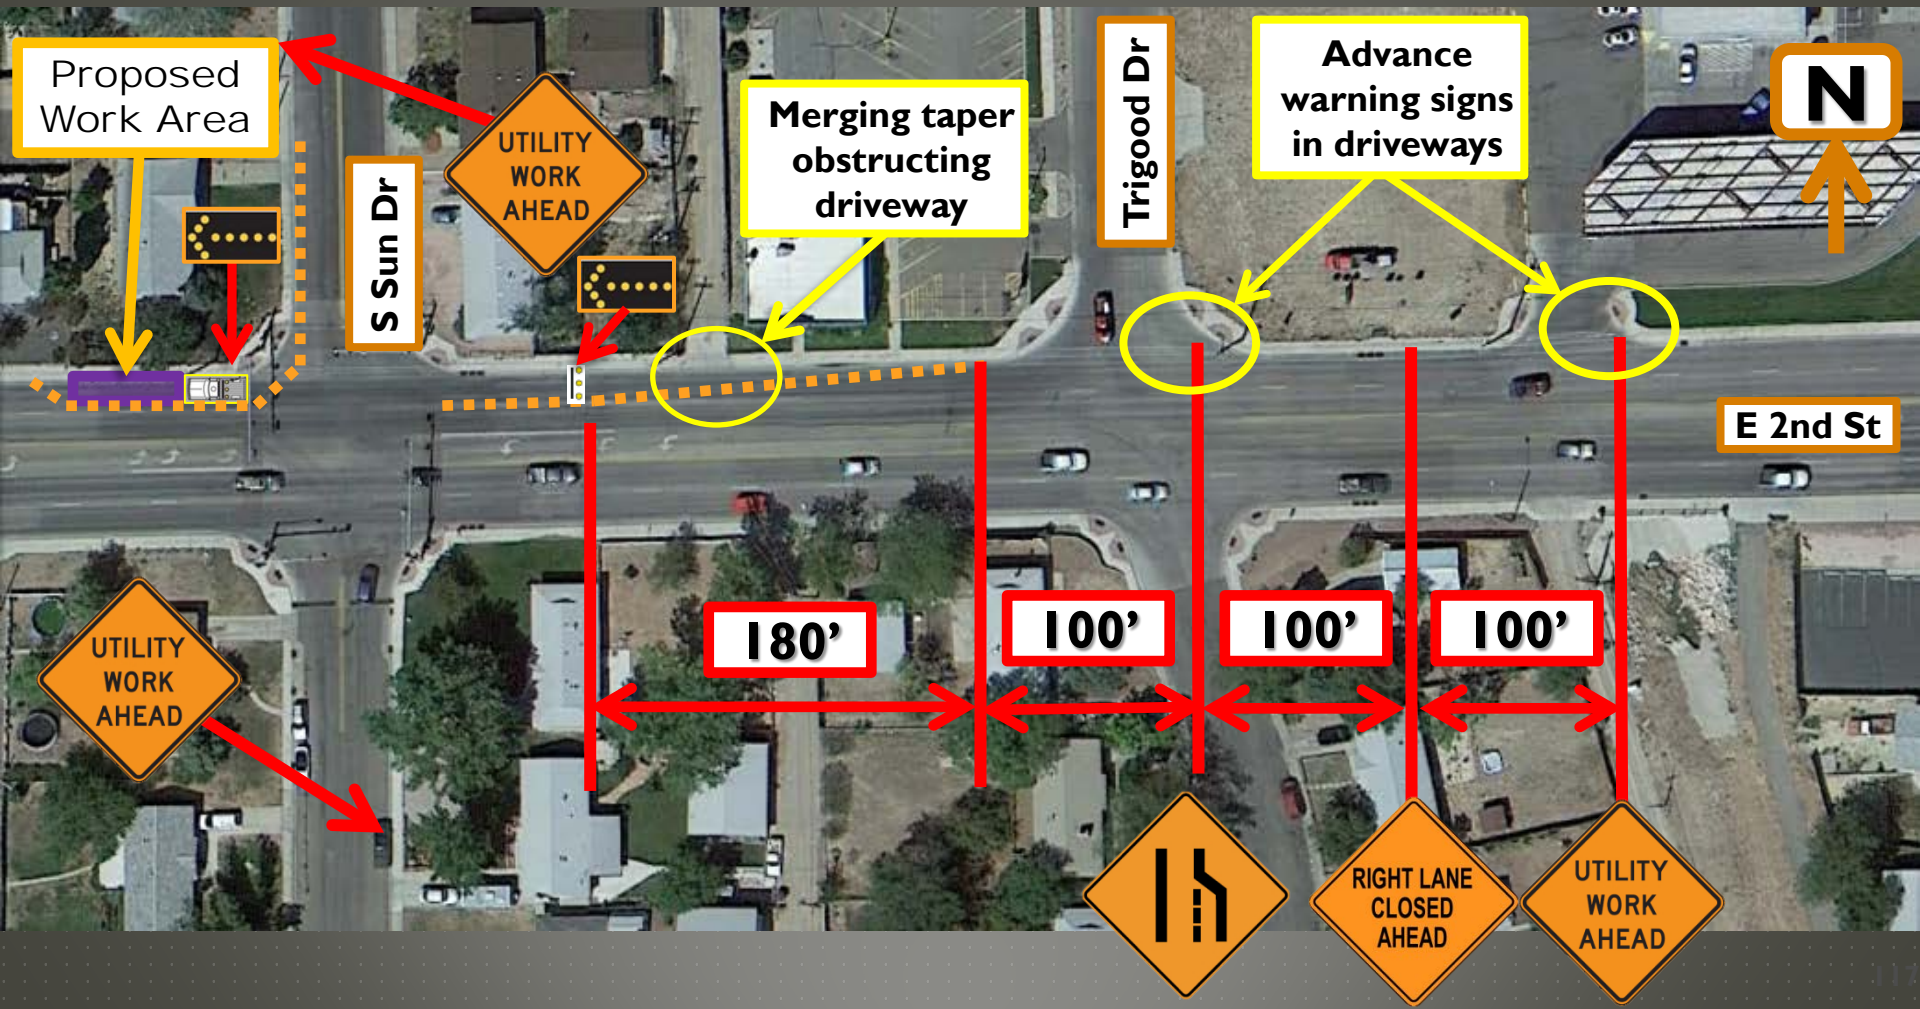 Proposed
Work Area
UTILITY
WORK
AHEAD
S Sun Dr
Merging taper
obstructing
driveway
Trigood Dr
Advance
warning signs
in driveways
N
E 2nd St
180’
100’
100’
100’
UTILITY
WORK
AHEAD
RIGHT LANE
CLOSED
AHEAD
UTILITY
WORK
AHEAD
117